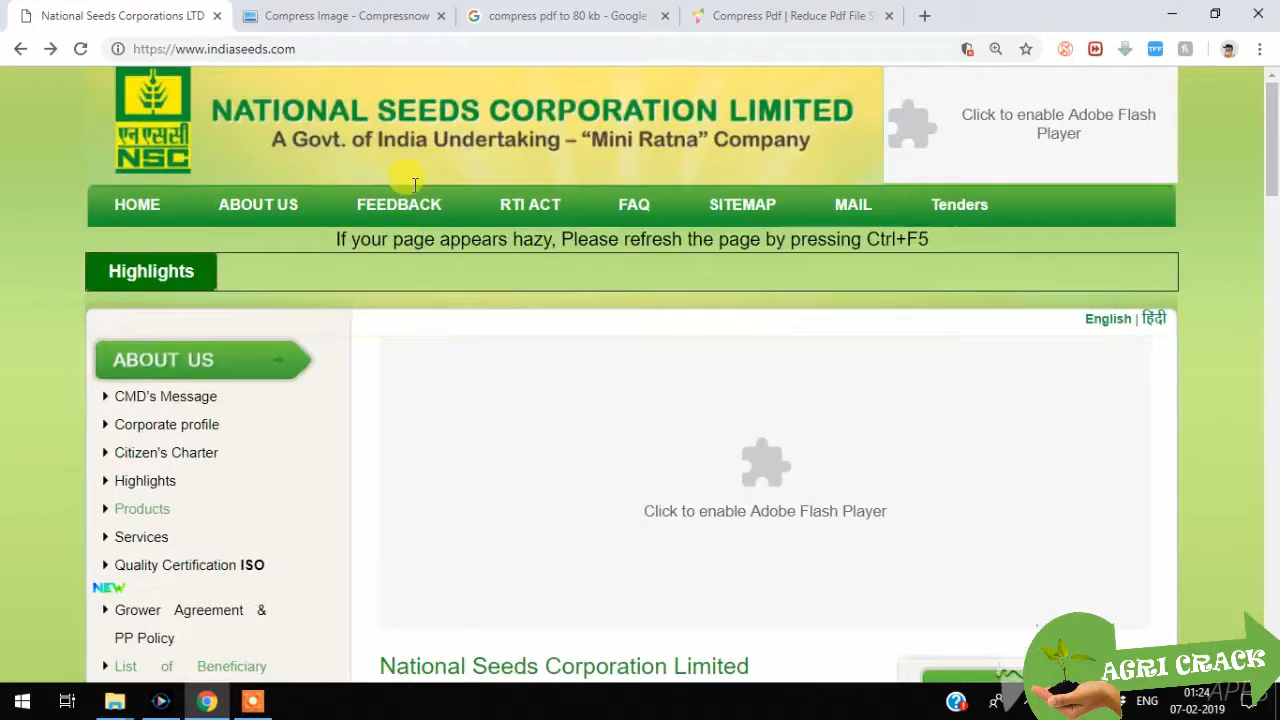 National Seeds Corporations LTD
Compress Image - Compressnow
compress pdf to 80 kb - Google
Compress Pdf | Reduce Pdf File S
https://www.indiaseeds.com
TFF
एन एस सी
NSC
NATIONAL SEEDS CORPORATION LIMITED
A Govt. of India Undertaking – “Mini Ratna” Company
Click to enable Adobe Flash
Player
HOME ABOUT US FEEDBACK RTI ACT FAQ SITEMAP MAIL Tenders
If your page appears hazy, Please refresh the page by pressing Ctrl+F5
Highlights
English | हिंदी
ABOUT US
CMD's Message
Corporate profile
Citizen's Charter
Highlights
Products
Services
Quality Certification ISO
NEW
Grower Agreement &
PP Policy
List of Beneficiary
Click to enable Adobe Flash Player
National Seeds Corporation Limited
AGRI CRACK
ENG
01:24
07-02-2019